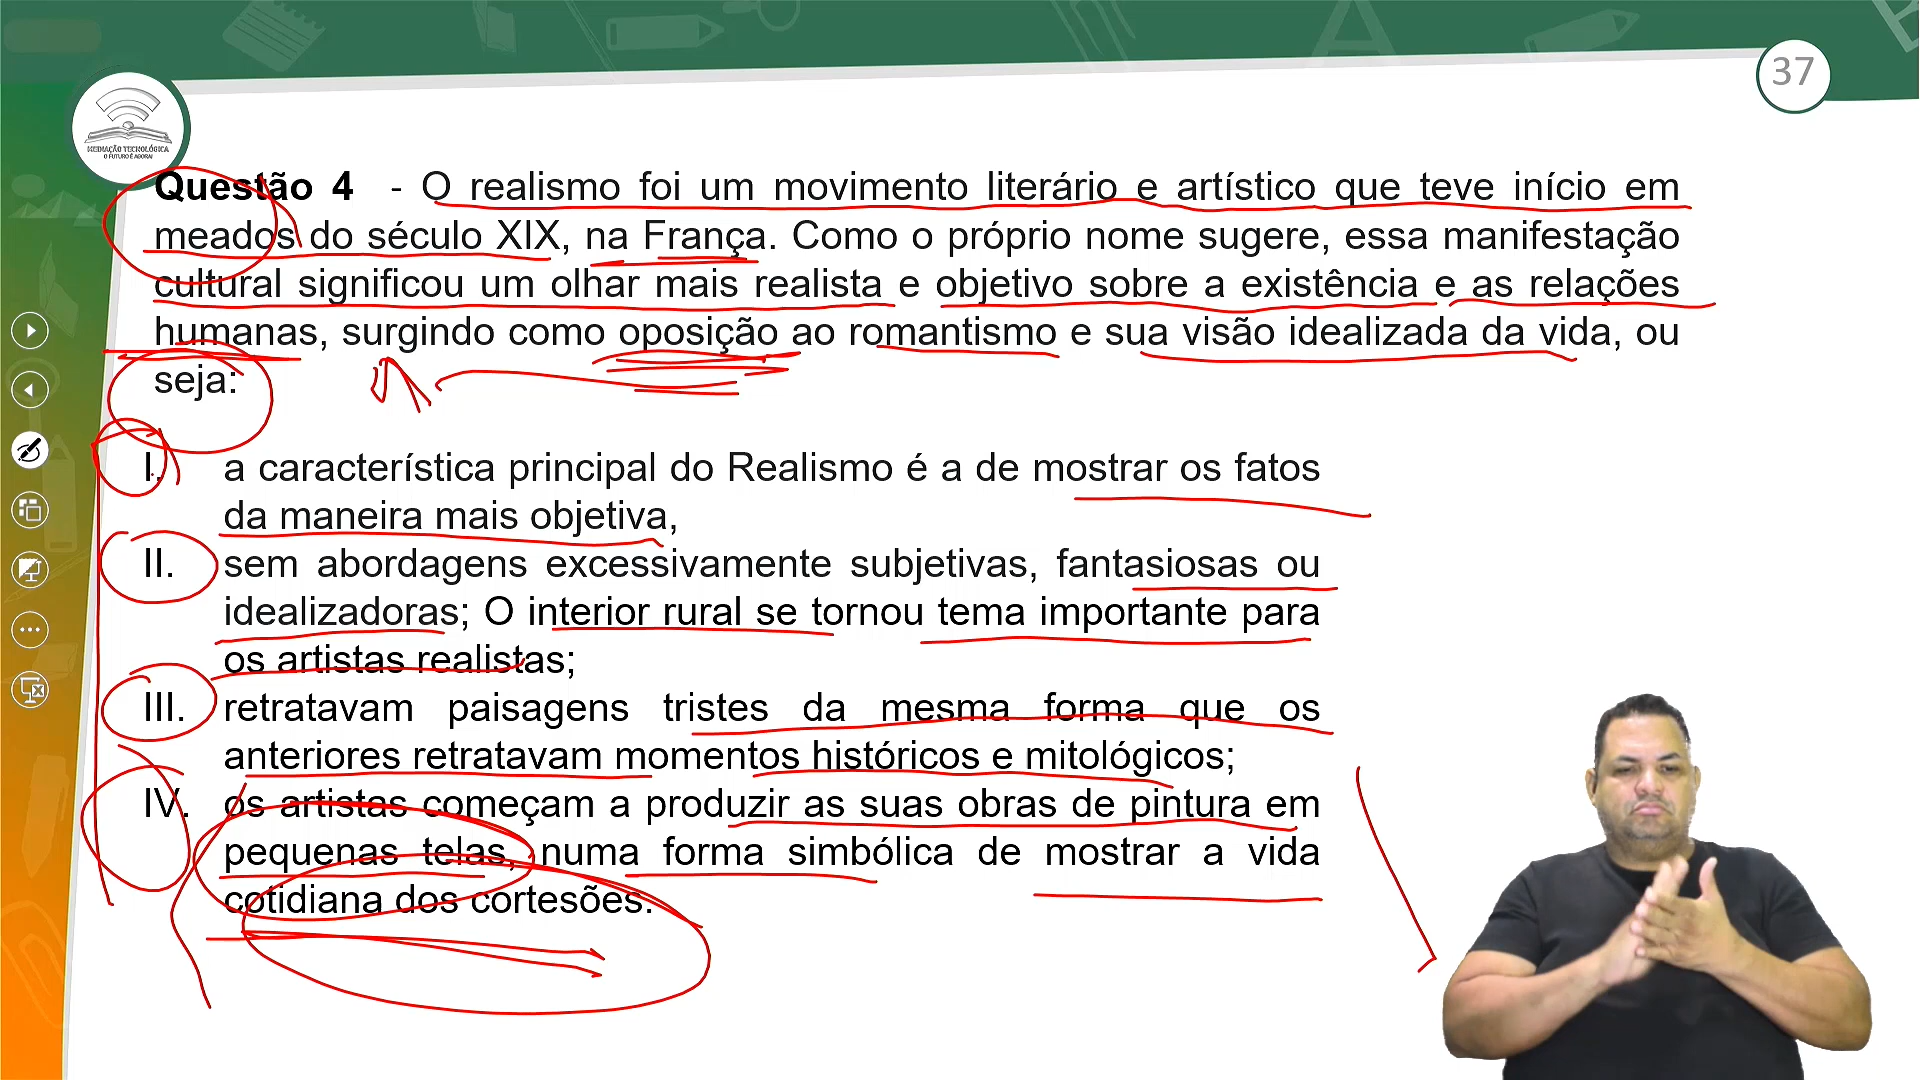 37
MEDIAÇÃO TECNOLÓGICA
O FUTURO É AGORA!
Questão 4 - O realismo foi um movimento literário e artístico que teve início em
meados do século XIX, na França. Como o próprio nome sugere, essa manifestação
cultural significou um olhar mais realista e objetivo sobre a existência e as relações
humanas, surgindo como oposição ao romantismo e sua visão idealizada da vida, ou
seja:
I. a característica principal do Realismo é a de mostrar os fatos
da maneira mais objetiva,
II. sem abordagens excessivamente subjetivas, fantasiosas ou
idealizadoras; O interior rural se tornou tema importante para
os artistas realistas;
III. retratavam paisagens tristes da mesma forma que os
anteriores retratavam momentos históricos e mitológicos;
IV. os artistas começam a produzir as suas obras de pintura em
pequenas telas, numa forma simbólica de mostrar a vida
cotidiana dos cortesões.